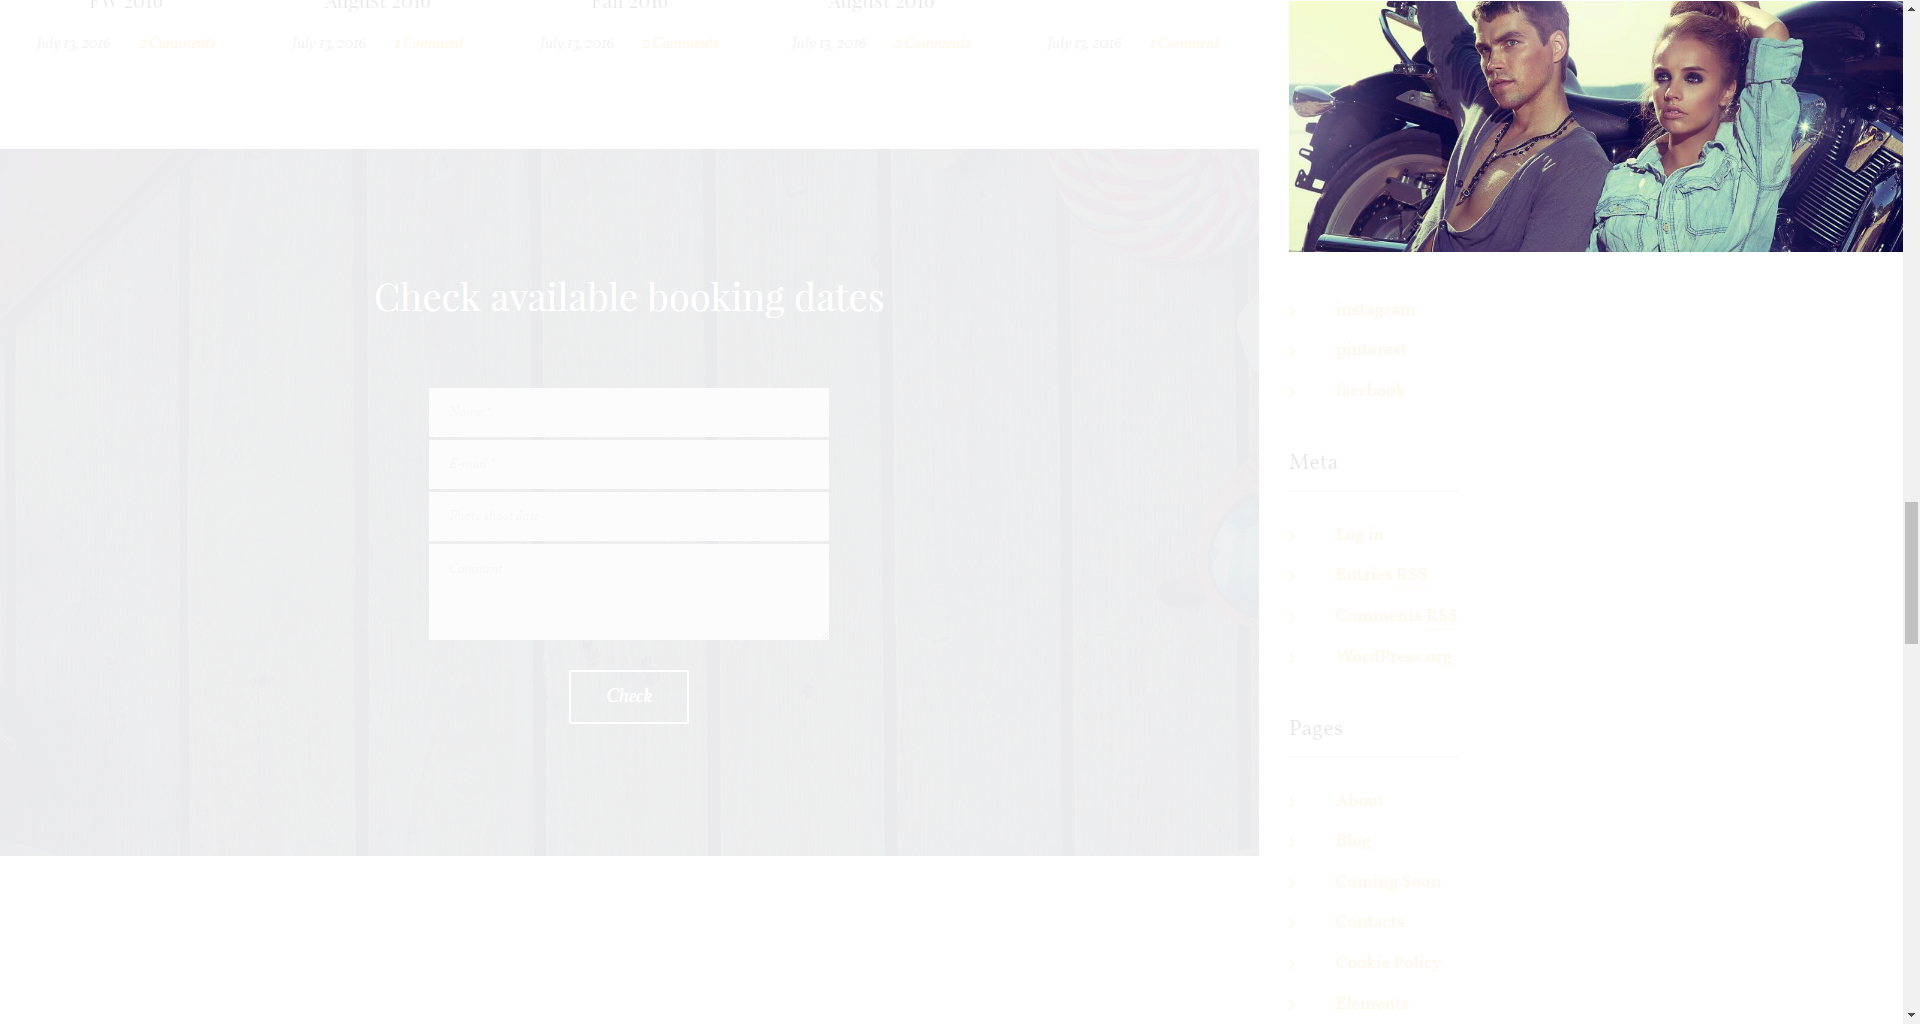 FW 2016
August 2016
Fall 2016
August 2016
July 13, 2016 2 Comments
July 13, 2016 1 Comment
July 13, 2016 2 Comments
July 13, 2016 2 Comments
July 13, 2016 1 Comment
Check available booking dates
Name *
E-mail *
Please insert date
Comment
Check
instagram
pinterest
facebook
Meta
Log in
Entries RSS
Comments RSS
WordPress.org
Pages
About
Blog
Coming Soon
Contacts
Cookie Policy
Elements